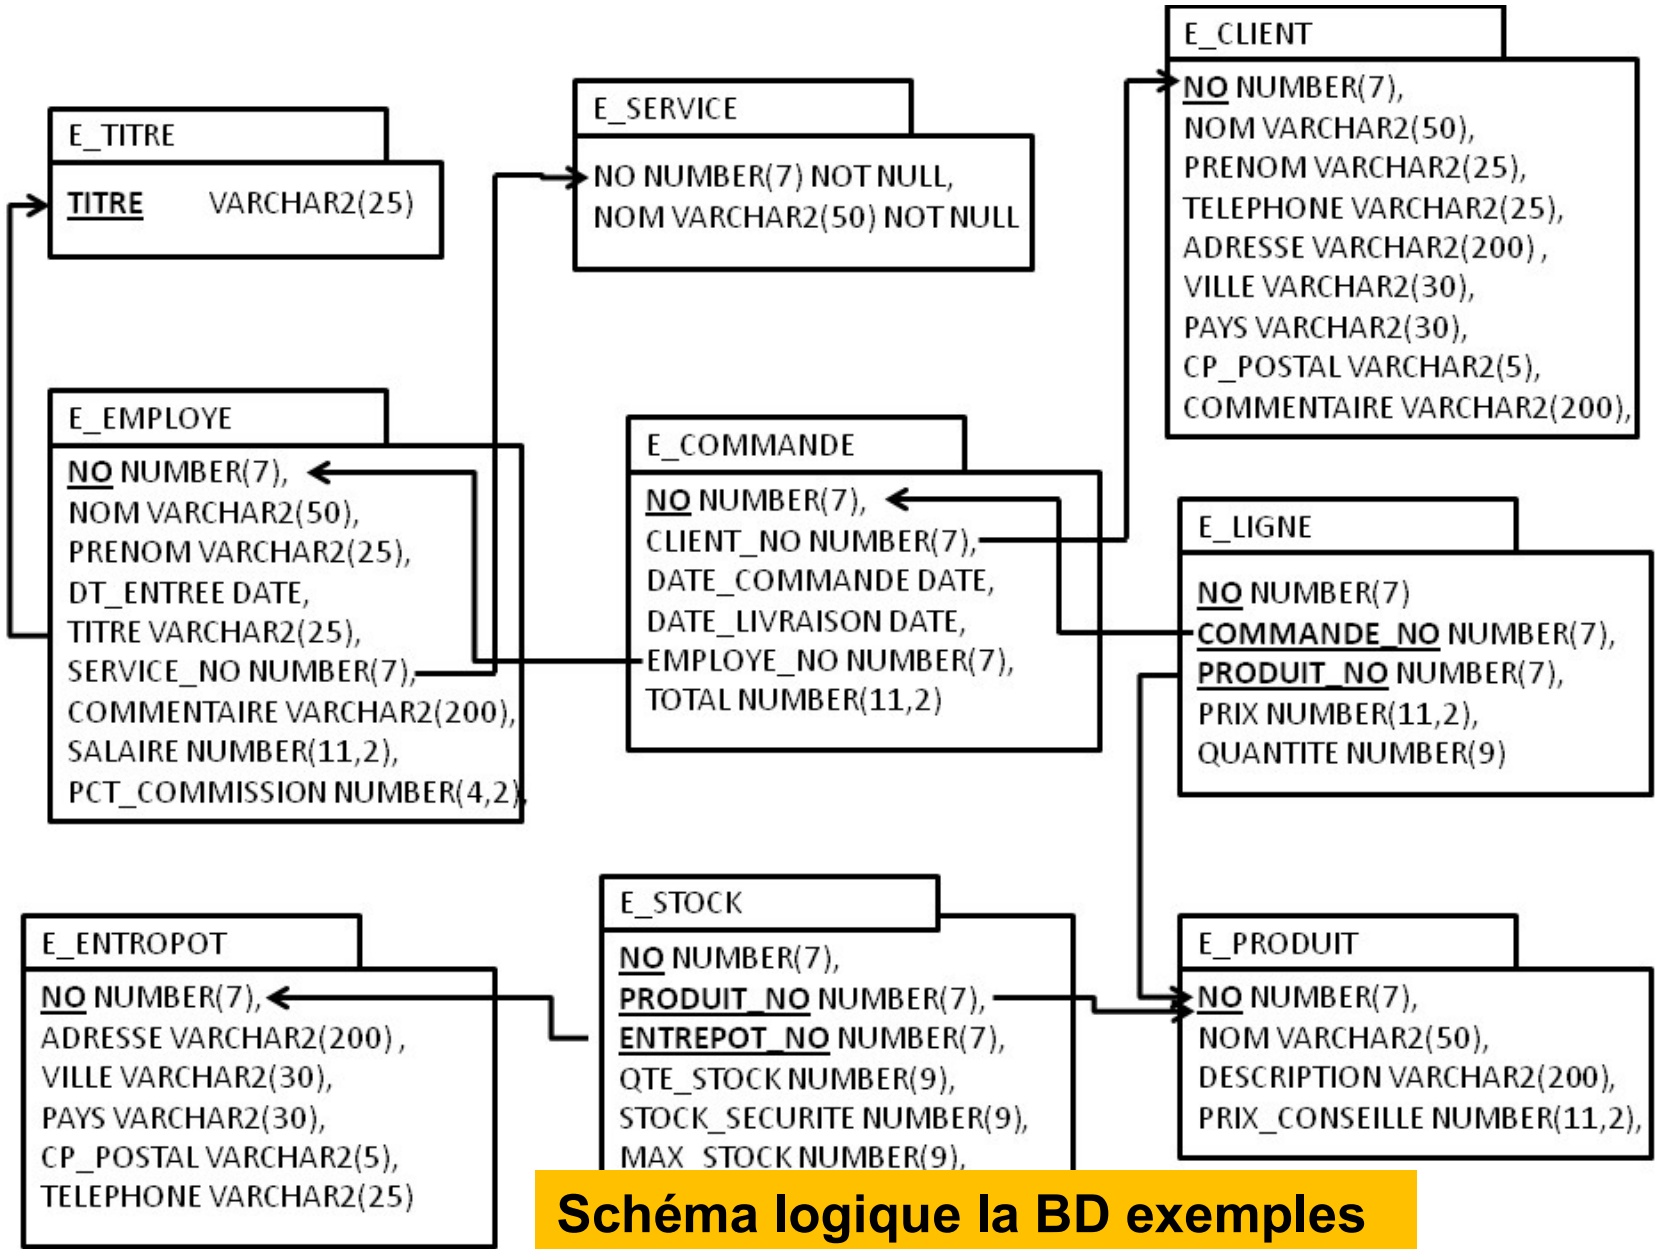 E_TITRE
TITRE VARCHAR2(25)
E_SERVICE
NO NUMBER(7) NOT NULL,
NOM VARCHAR2(50) NOT NULL
E_CLIENT
NO NUMBER(7),
NOM VARCHAR2(50),
PRENOM VARCHAR2(25),
TELEPHONE VARCHAR2(25),
ADRESSE VARCHAR2(200) ,
VILLE VARCHAR2(30),
PAYS VARCHAR2(30),
CP_POSTAL VARCHAR2(5),
COMMENTAIRE VARCHAR2(200),
E_EMPLOYE
NO NUMBER(7),
NOM VARCHAR2(50),
PRENOM VARCHAR2(25),
DT_ENTREE DATE,
TITRE VARCHAR2(25),
SERVICE_NO NUMBER(7),
COMMENTAIRE VARCHAR2(200),
SALAIRE NUMBER(11,2),
PCT_COMMISSION NUMBER(4,2),
E_COMMANDE
NO NUMBER(7),
CLIENT_NO NUMBER(7),
DATE_COMMANDE DATE,
DATE_LIVRAISON DATE,
EMPLOYE_NO NUMBER(7),
TOTAL NUMBER(11,2)
E_LIGNE
NO NUMBER(7)
COMMANDE_NO NUMBER(7),
PRODUIT_NO NUMBER(7),
PRIX NUMBER(11,2),
QUANTITE NUMBER(9)
E_ENTROPOT
NO NUMBER(7),
ADRESSE VARCHAR2(200) ,
VILLE VARCHAR2(30),
PAYS VARCHAR2(30),
CP_POSTAL VARCHAR2(5),
TELEPHONE VARCHAR2(25)
E_STOCK
NO NUMBER(7),
PRODUIT_NO NUMBER(7),
ENTREPOT_NO NUMBER(7),
QTE_STOCK NUMBER(9),
STOCK_SECURITE NUMBER(9),
MAX_STOCK NUMBER(9),
E_PRODUIT
NO NUMBER(7),
NOM VARCHAR2(50),
DESCRIPTION VARCHAR2(200),
PRIX_CONSEILLE NUMBER(11,2),
Schéma logique la BD exemples